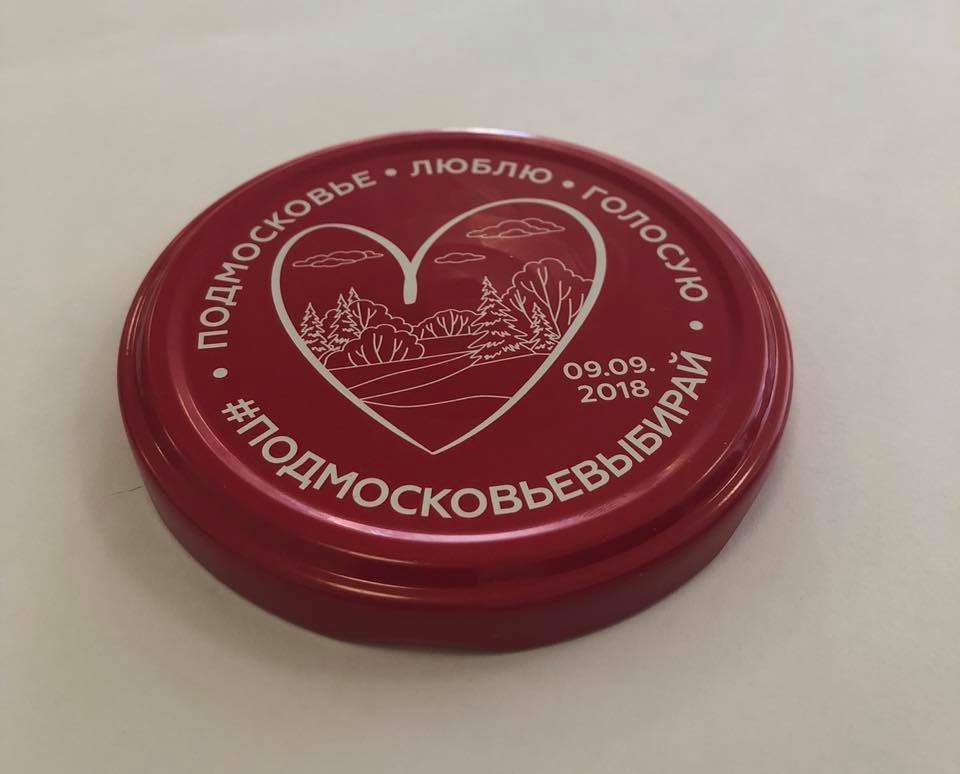 ПОДМОСКОВЬЕ • ЛЮБЛЮ • ГОЛОСУЮ
09.09.
2018
#ПОДМОСКОВЬЕВЫБИРАЙ